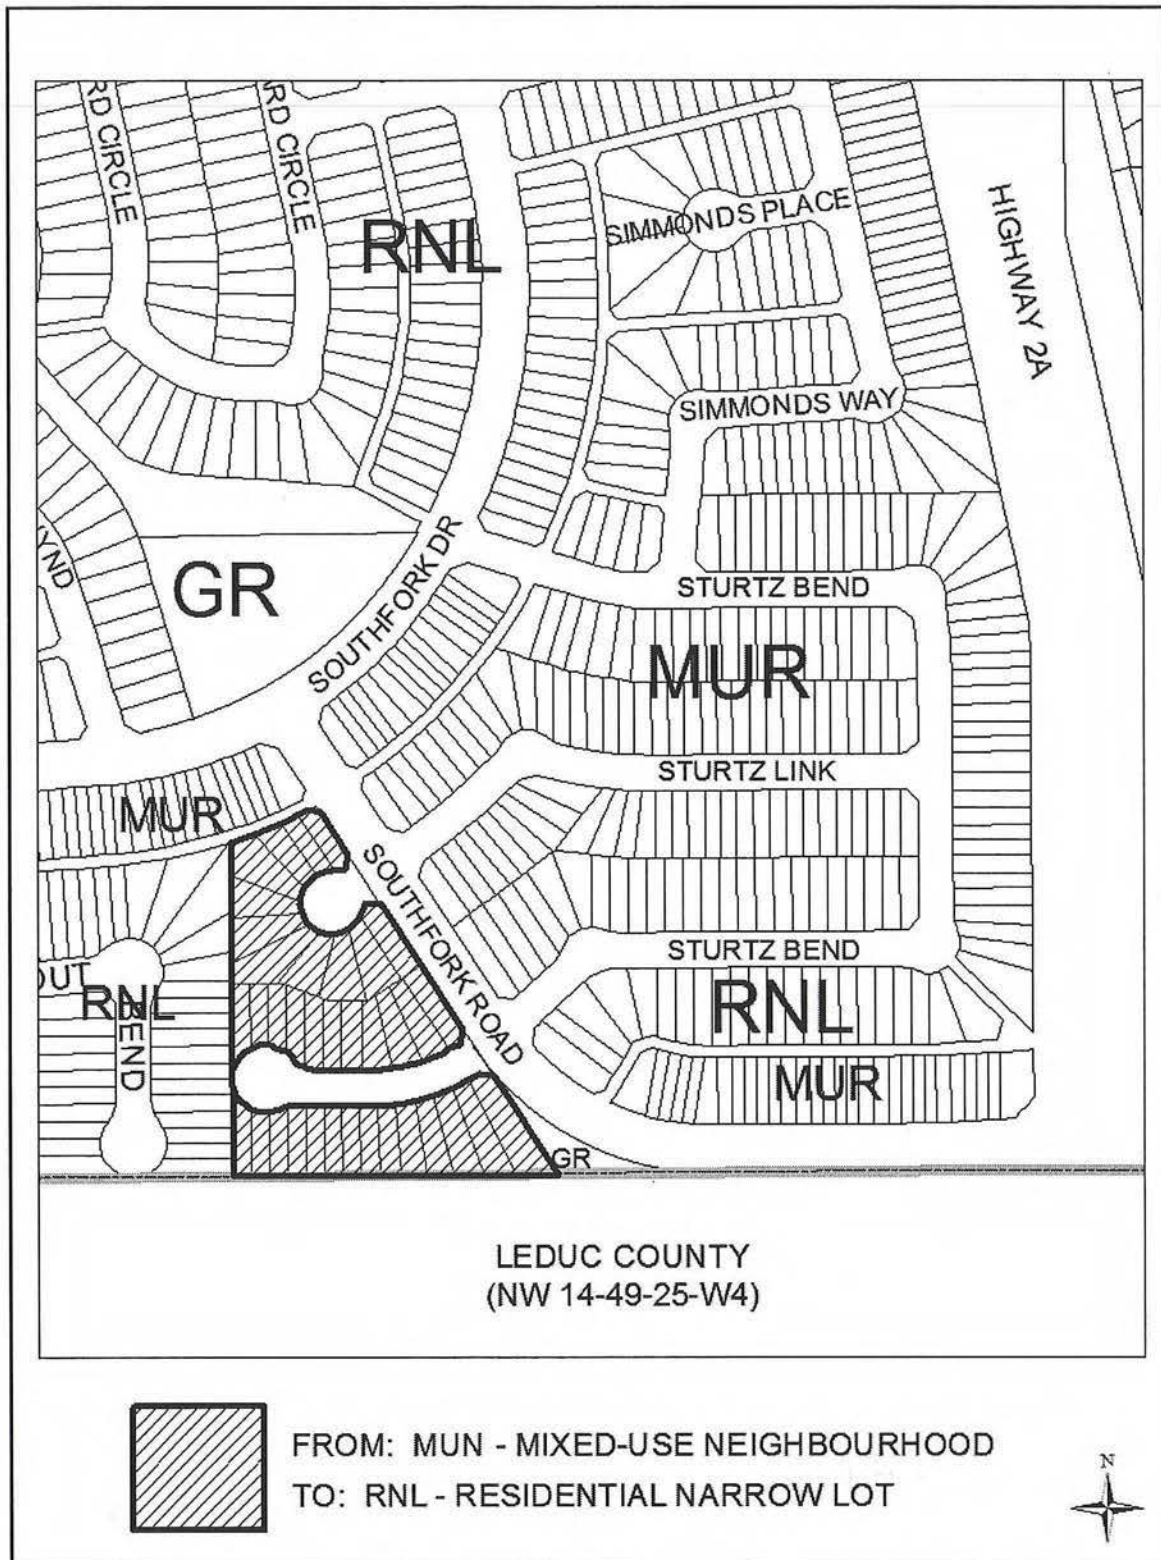 RD CIRCLE
RD CIRCLE
RNL
SIMMONDS PLACE
HIGHWAY 2A
SIMMONDS WAY
YND
GR
SOUTHFORK DR
STURTZ BEND
MUR
STURTZ LINK
MUR
SOUTHFORK ROAD
STURTZ BEND
OUT
RNL
BEND
RNL
MUR
GR
LEDUC COUNTY
(NW 14-49-25-W4)
FROM: MUN - MIXED-USE NEIGHBOURHOOD
TO: RNL - RESIDENTIAL NARROW LOT
N